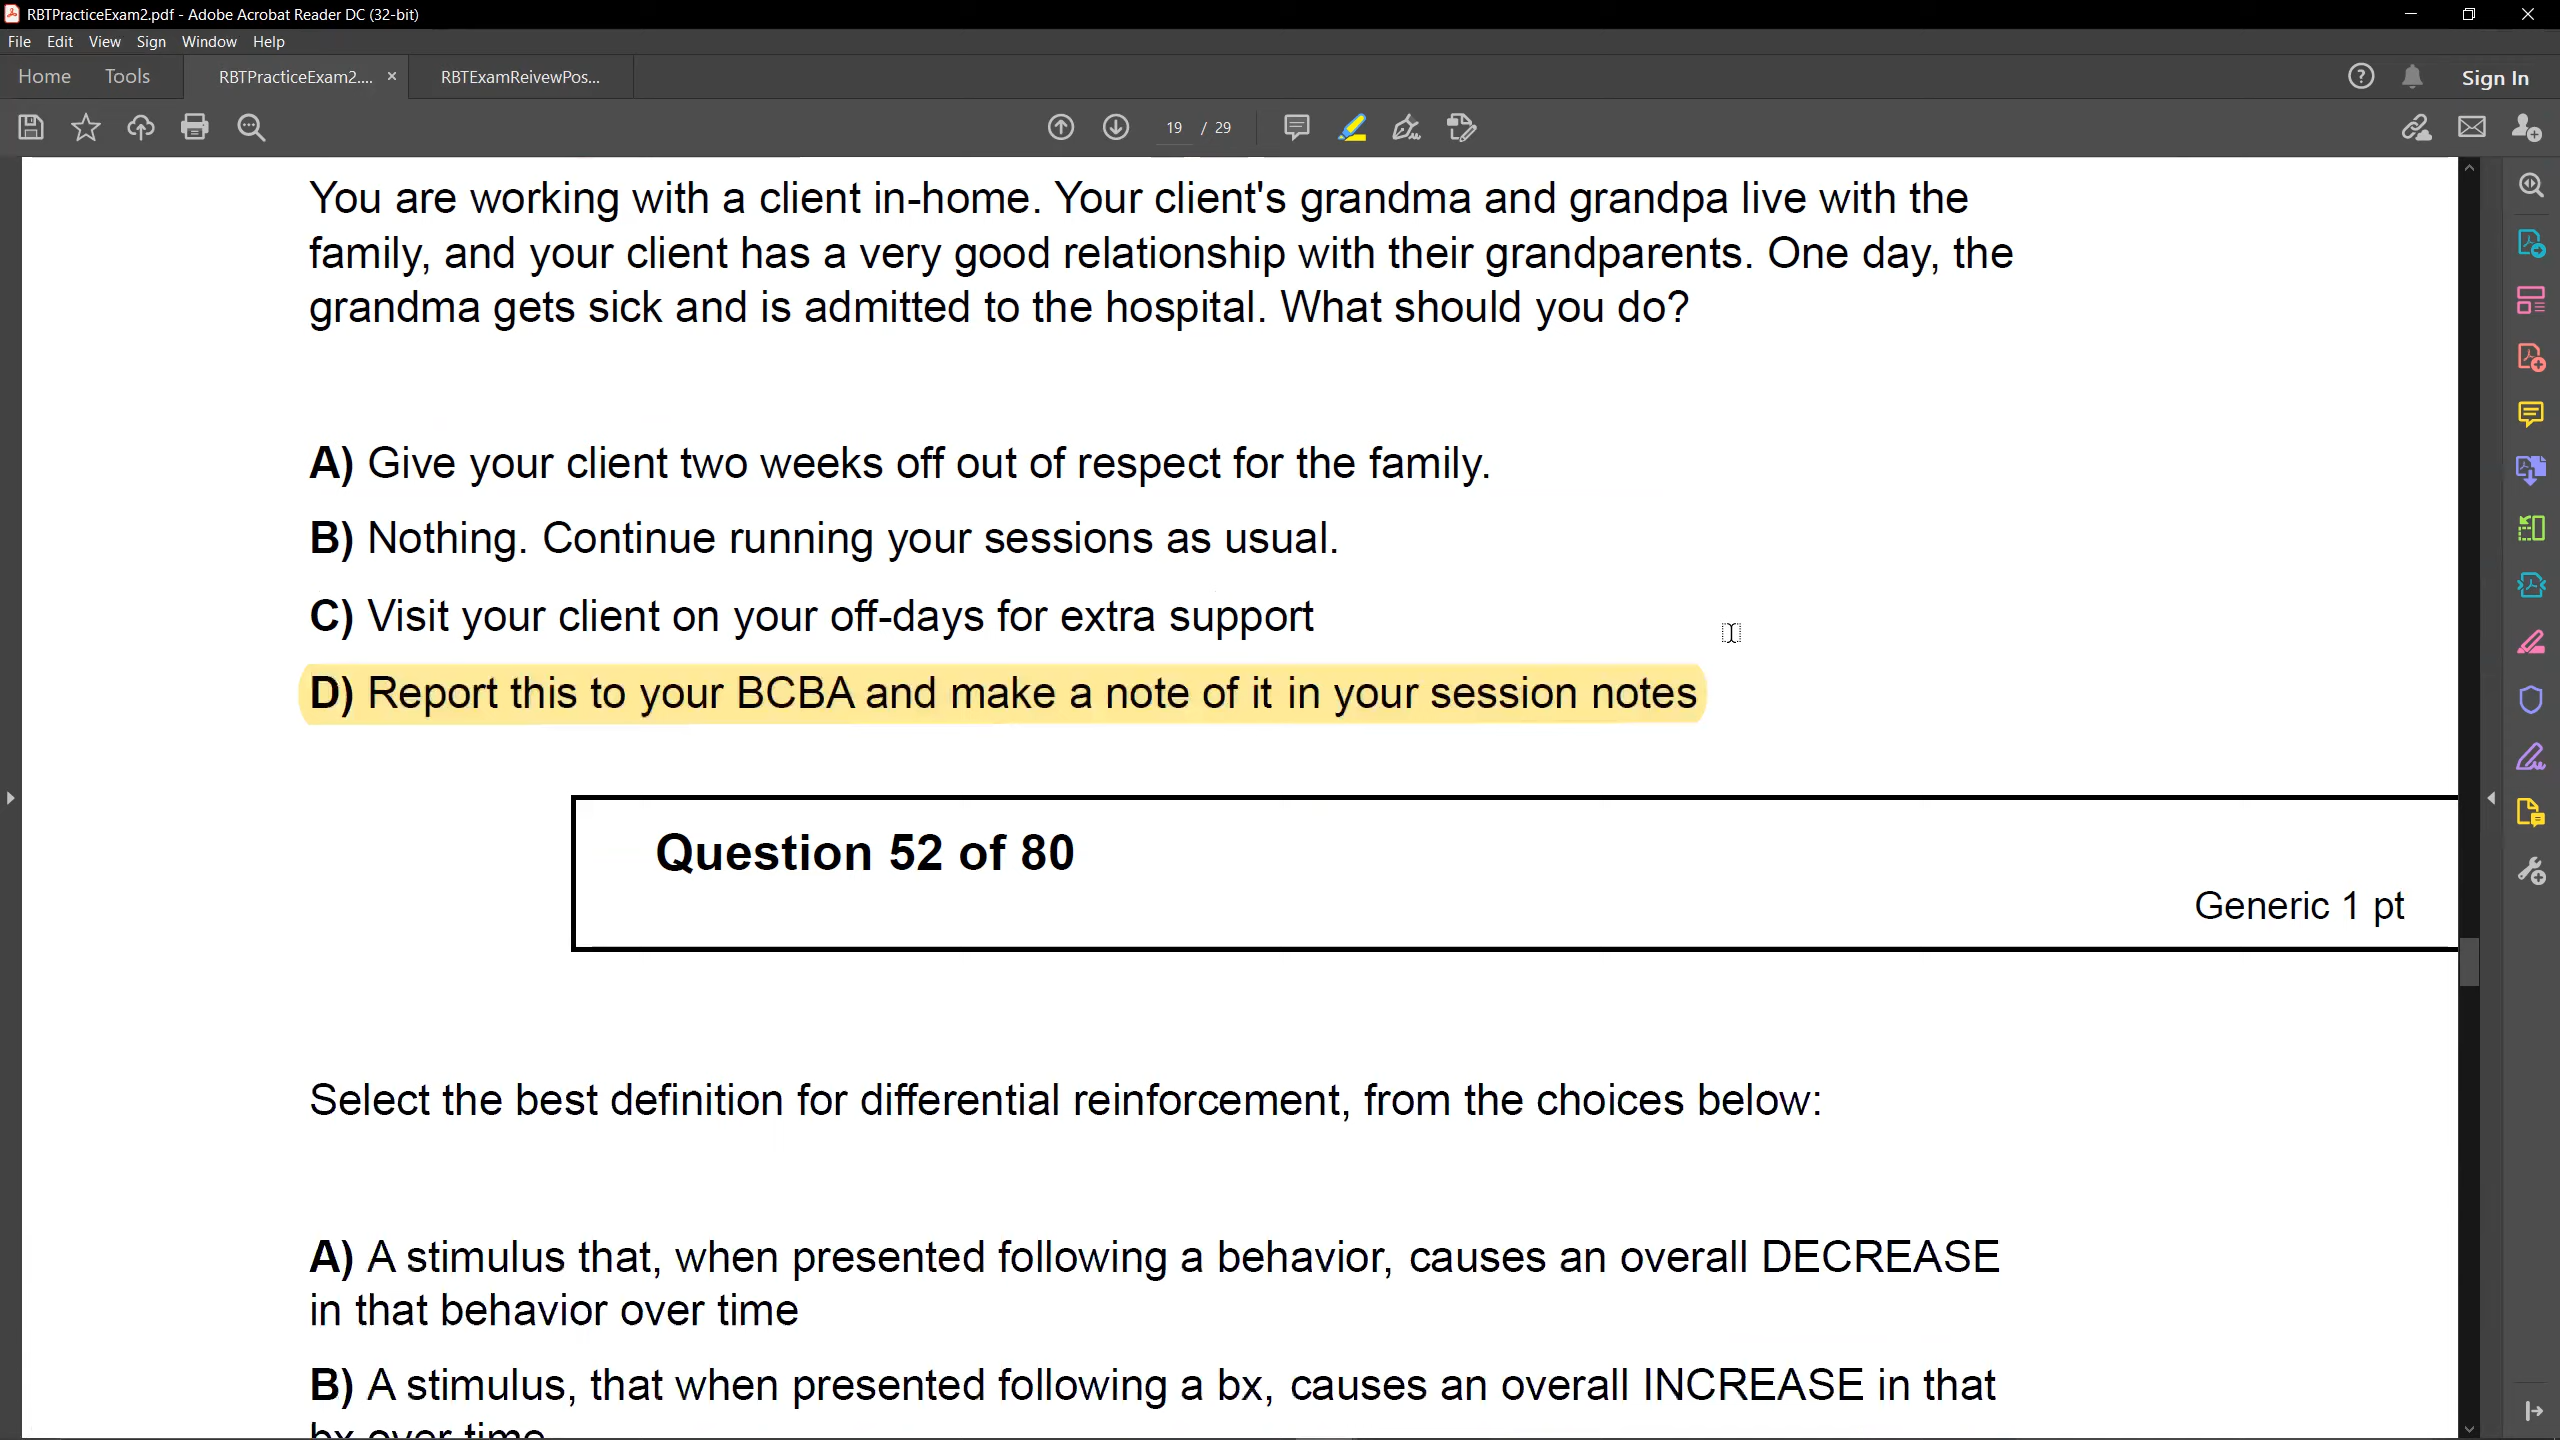 RBTPracticeExam2.pdf - Adobe Acrobat Reader DC (32-bit)
File Edit View Sign Window Help
Home Tools RBTPracticeExam2.... × RBTExamReivewPos... Sign In
19 / 29
You are working with a client in-home. Your client's grandma and grandpa live with the
family, and your client has a very good relationship with their grandparents. One day, the
grandma gets sick and is admitted to the hospital. What should you do?
A) Give your client two weeks off out of respect for the family.
B) Nothing. Continue running your sessions as usual.
C) Visit your client on your off-days for extra support
D) Report this to your BCBA and make a note of it in your session notes
Question 52 of 80
Generic 1 pt
Select the best definition for differential reinforcement, from the choices below:
A) A stimulus that, when presented following a behavior, causes an overall DECREASE
in that behavior over time
B) A stimulus, that when presented following a bx, causes an overall INCREASE in that
bx over time